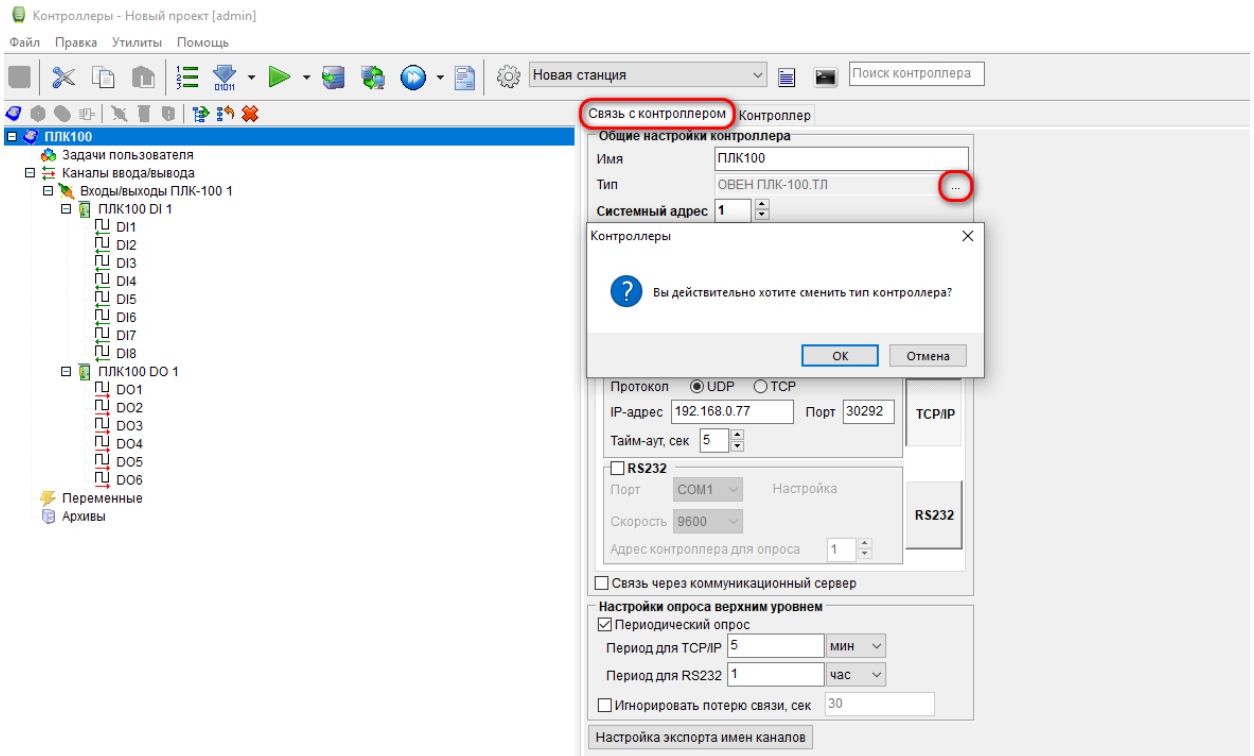 Контроллеры - Новый проект [admin]
Файл Правка Утилиты Помощь
Новая станция
Поиск контроллера
ПЛК100
Задачи пользователя
Каналы ввода/вывода
Входы/выходы ПЛК-100 1
ПЛК100 DI 1
DI1
DI2
DI3
DI4
DI5
DI6
DI7
DI8
ПЛК100 DO 1
DO1
DO2
DO3
DO4
DO5
DO6
Переменные
Архивы
Связь с контроллером Контроллер
Общие настройки контроллера
Имя ПЛК100
Тип ОВЕН ПЛК-100.ТЛ ...
Системный адрес 1
Контроллеры
Вы действительно хотите сменить тип контроллера?
ОК Отмена
Протокол UDP TCP
IP-адрес 192.168.0.77 Порт 30292
TCP/IP
Тайм-аут, сек 5
RS232
Порт COM1 Настройка
Скорость 9600
RS232
Адрес контроллера для опроса 1
Связь через коммуникационный сервер
Настройки опроса верхним уровнем
Периодический опрос
Период для TCP/IP 5 мин
Период для RS232 1 час
Игнорировать потерю связи, сек 30
Настройка экспорта имен каналов